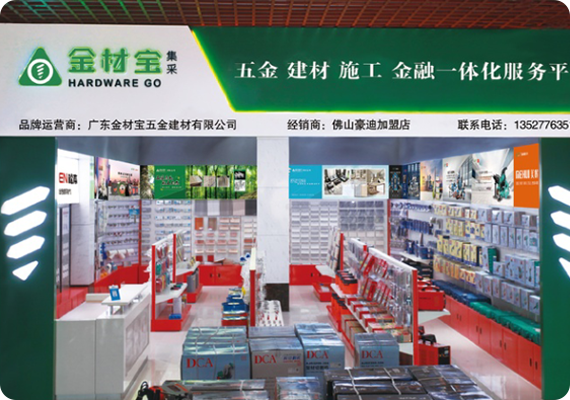 金材宝 集采
HARDWARE GO
五金 建材 施工 金融一体化服务平
品牌运营商：广东金材宝五金建材有限公司
经销商：佛山豪迪加盟店
联系电话：135277635
EN
DCA
DCA
DCA